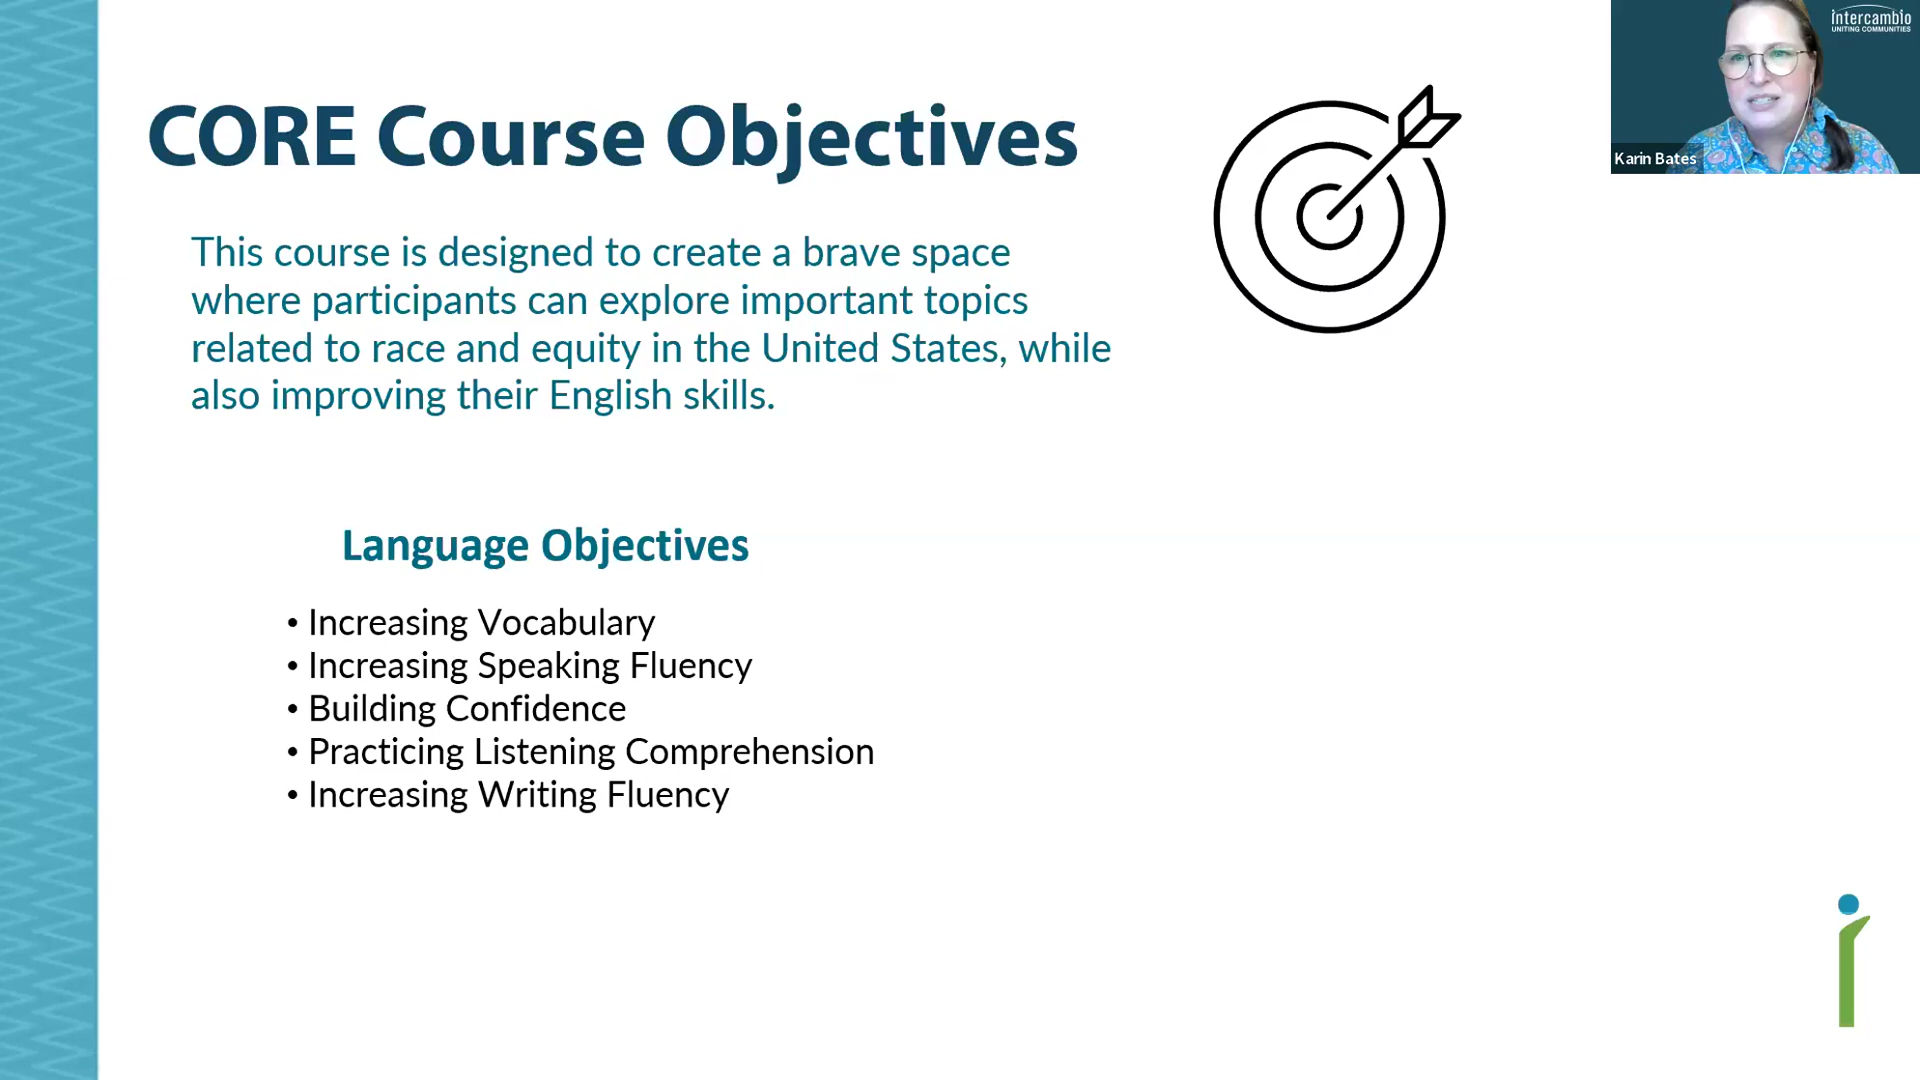 CORE Course Objectives
This course is designed to create a brave space
where participants can explore important topics
related to race and equity in the United States, while
also improving their English skills.
Language Objectives
• Increasing Vocabulary
• Increasing Speaking Fluency
• Building Confidence
• Practicing Listening Comprehension
• Increasing Writing Fluency
intercambio
UNITING COMMUNITIES
Karin Bates